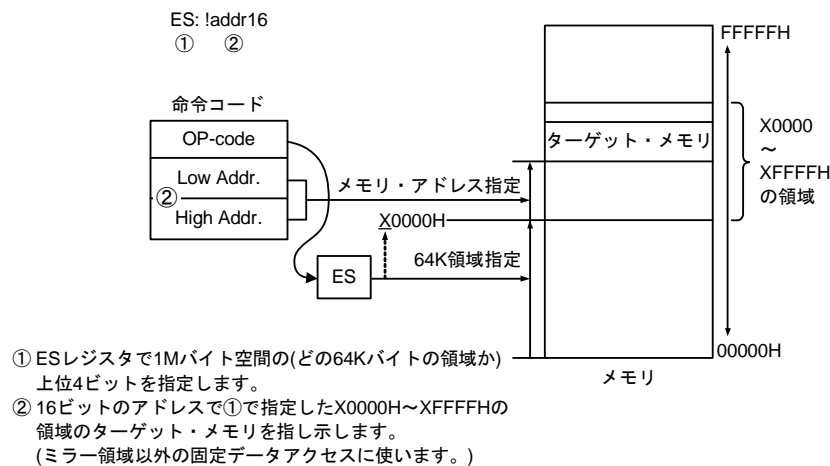 ES: !addr16
① ②
命令コード
OP-code
Low Addr.
②
High Addr.
ES
メモリ・アドレス指定
X0000H
64K領域指定
ターゲット・メモリ
FFFFFH
X0000
～
XFFFFH
の領域
00000H
メモリ
① ESレジスタで1Mバイト空間の(どの64Kバイトの領域か)
上位4ビットを指定します。
② 16ビットのアドレスで①で指定したX0000H～XFFFFHの
領域のターゲット・メモリを指し示します。
(ミラー領域以外の固定データアクセスに使います。)